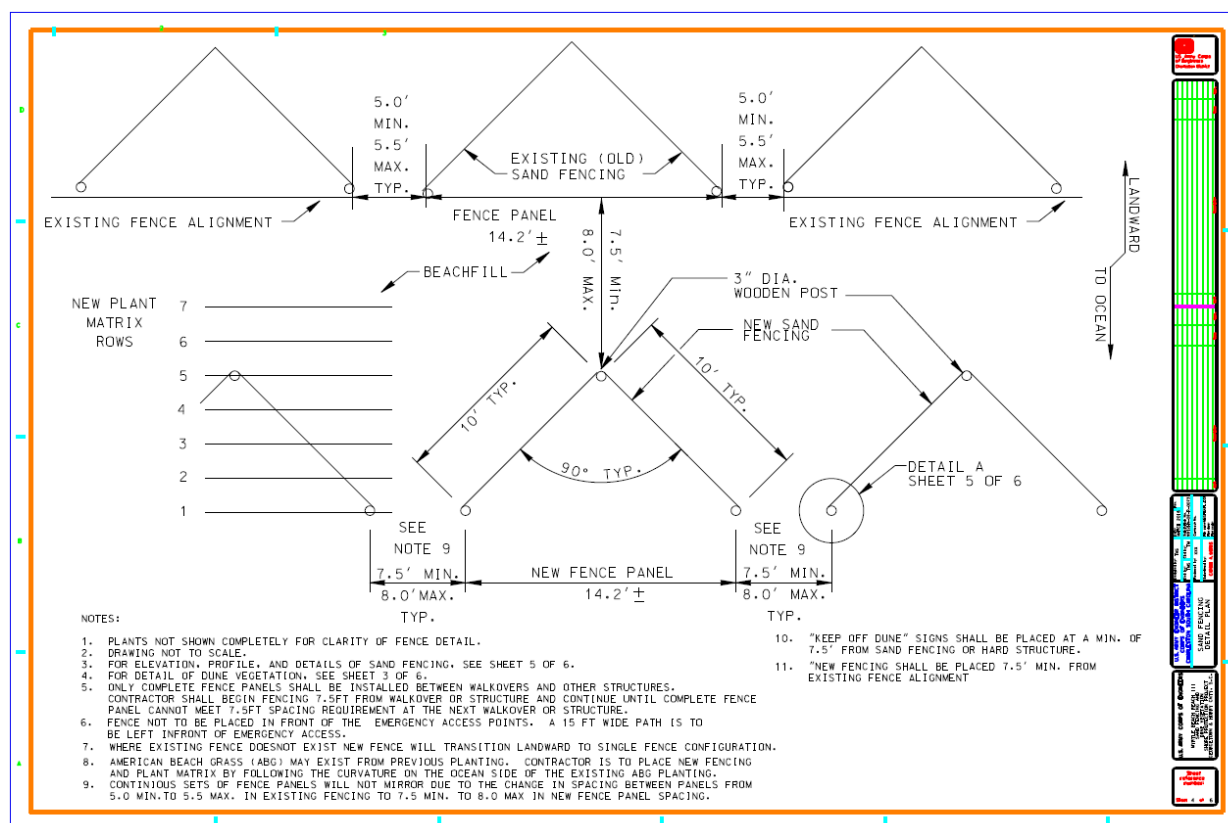 5.0′
MIN.
5.5′
MAX.
TYP.
EXISTING (OLD)
SAND FENCING
5.0′
MIN.
5.5′
MAX.
TYP.
EXISTING FENCE ALIGNMENT
FENCE PANEL
14.2′±
EXISTING FENCE ALIGNMENT
LANDWARD
TO OCEAN
7.5′ Min.
8.0′ MAX.
BEACHFILL
3″ DIA.
WOODEN POST
NEW PLANT
MATRIX
ROWS
7
6
5
4
3
2
1
NEW SAND
FENCING
10′ TYP.
10′ TYP.
90° TYP.
DETAIL A
SHEET 5 OF 6
SEE
NOTE 9
7.5′ MIN.
8.0′MAX.
TYP.
NEW FENCE PANEL
14.2′±
SEE
NOTE 9
7.5′ MIN.
8.0′ MAX.
TYP.
NOTES:
1. PLANTS NOT SHOWN COMPLETELY FOR CLARITY OF FENCE DETAIL.
2. DRAWING NOT TO SCALE.
3. FOR ELEVATION, PROFILE, AND DETAILS OF SAND FENCING, SEE SHEET 5 OF 6.
4. FOR DETAIL OF DUNE VEGETATION, SEE SHEET 3 OF 6.
5. ONLY COMPLETE FENCE PANELS SHALL BE INSTALLED BETWEEN WALKOVERS AND OTHER STRUCTURES.
CONTRACTOR SHALL BEGIN FENCING 7.5FT FROM WALKOVER OR STRUCTURE AND CONTINUE UNTIL COMPLETE FENCE
PANEL CANNOT MEET 7.5FT SPACING REQUIREMENT AT THE NEXT WALKOVER OR STRUCTURE.
6. FENCE NOT TO BE PLACED IN FRONT OF THE EMERGENCY ACCESS POINTS. A 15 FT WIDE PATH IS TO
BE LEFT INFRONT OF EMERGENCY ACCESS.
7. WHERE EXISTING FENCE DOESNOT EXIST NEW FENCE WILL TRANSITION LANDWARD TO SINGLE FENCE CONFIGURATION.
8. AMERICAN BEACH GRASS (ABG) MAY EXIST FROM PREVIOUS PLANTING. CONTRACTOR IS TO PLACE NEW FENCING
AND PLANT MATRIX BY FOLLOWING THE CURVATURE ON THE OCEAN SIDE OF THE EXISTING ABG PLANTING.
9. CONTINIOUS SETS OF FENCE PANELS WILL NOT MIRROR DUE TO THE CHANGE IN SPACING BETWEEN PANELS FROM
5.0 MIN.TO 5.5 MAX. IN EXISTING FENCING TO 7.5 MIN. TO 8.0 MAX IN NEW FENCE PANEL SPACING.
10. "KEEP OFF DUNE" SIGNS SHALL BE PLACED AT A MIN. OF
7.5′ FROM SAND FENCING OR HARD STRUCTURE.
11. "NEW FENCING SHALL BE PLACED 7.5′ MIN. FROM
EXISTING FENCE ALIGNMENT
US Army Corps
of Engineers
SAND FENCING
DETAIL PLAN
U.S. ARMY CORPS OF ENGINEERS
Sheet
reference
number:
Sheet 4 of 6